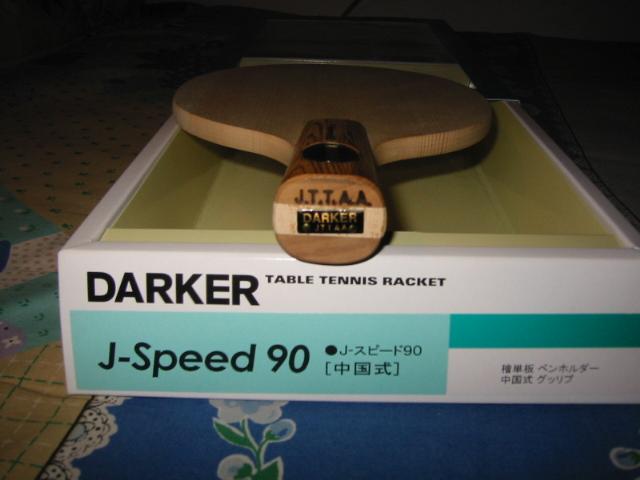 J.T.T.A.A.
DARKER
J.T.T.A.A
DARKER TABLE TENNIS RACKET
J-Speed 90 ●J-スピード90
[中国式]
檜単板 ペンホルダー
中国式 グリップ